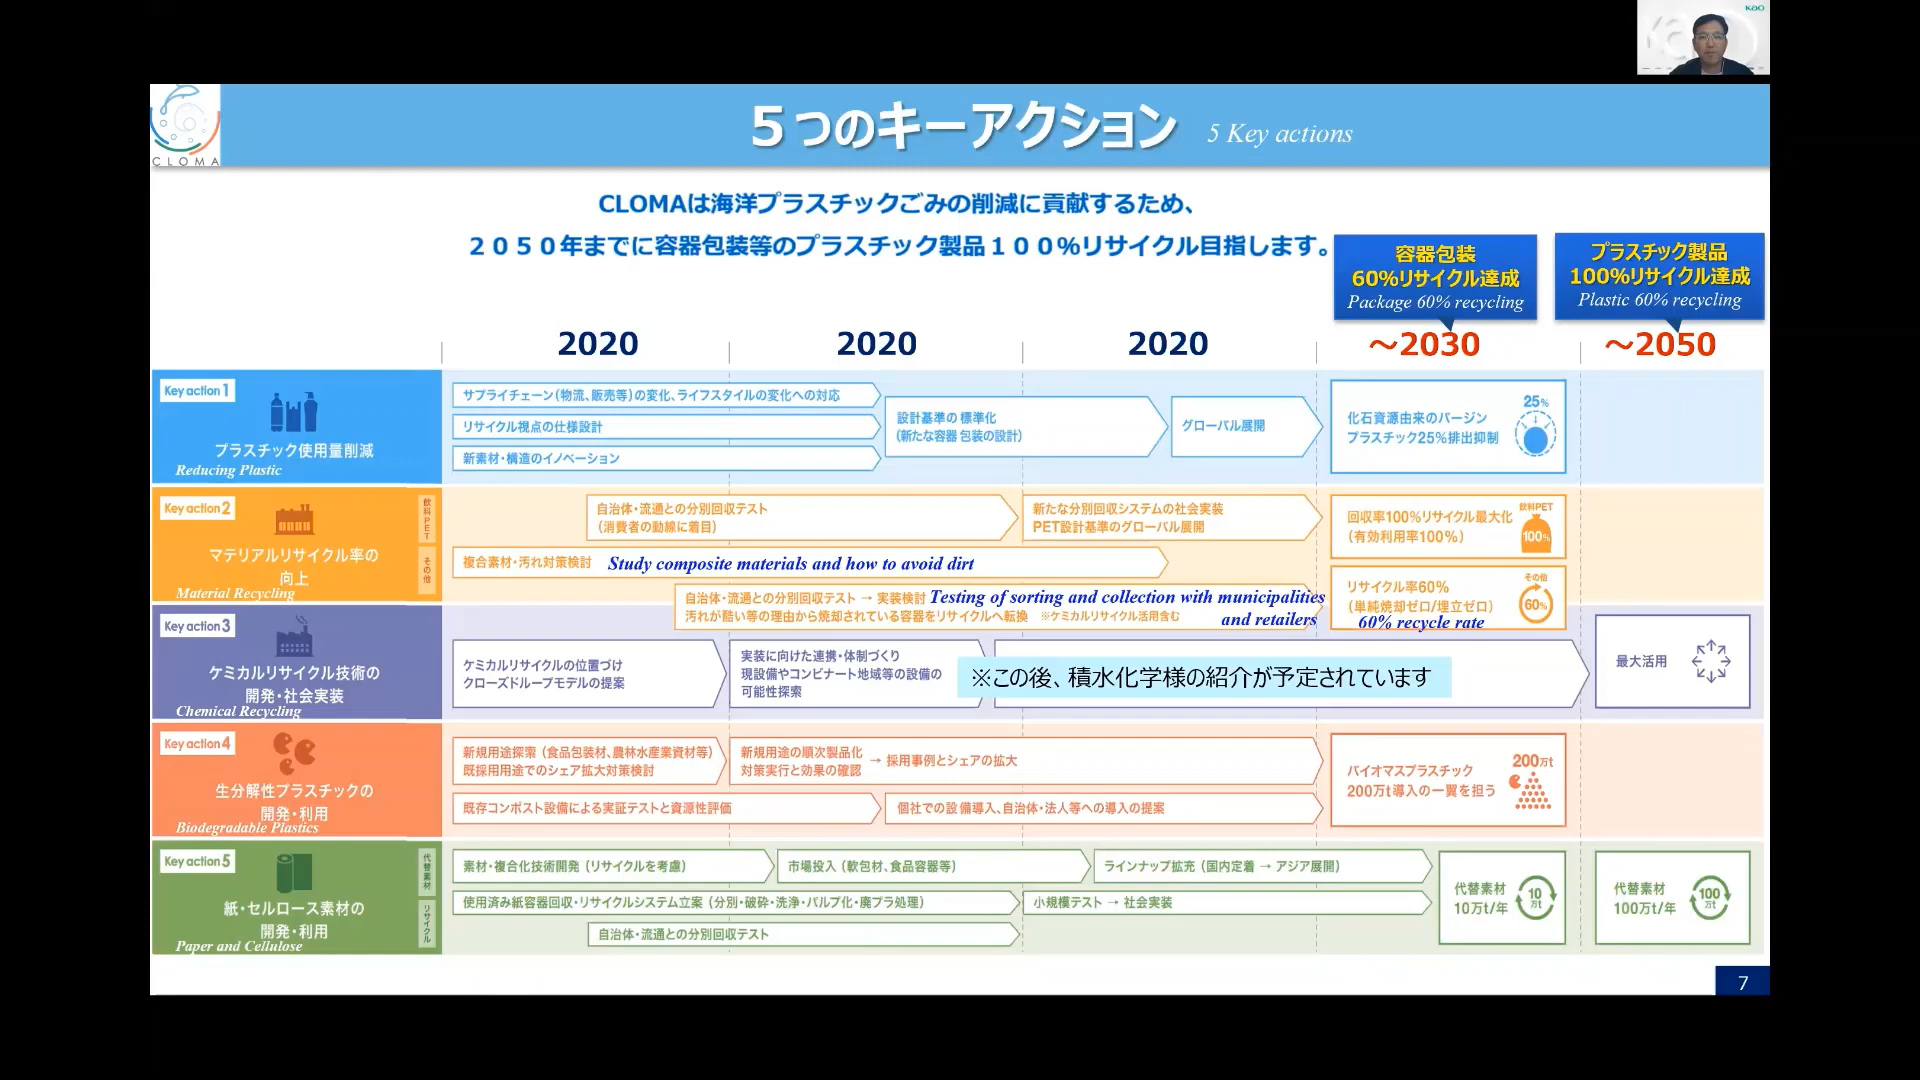 Kao
CLOMA
５つのキーアクション 5 Key actions
CLOMAは海洋プラスチックごみの削減に貢献するため、
２０５０年までに容器包装等のプラスチック製品１００％リサイクル目指します。
容器包装
60%リサイクル達成
Package 60% recycling
プラスチック製品
100%リサイクル達成
Plastic 60% recycling
2020 2020 2020 ～2030 ～2050
Key action 1
プラスチック使用量削減
Reducing Plastic
サプライチェーン（物流、販売等）の変化、ライフスタイルの変化への対応
リサイクル視点の仕様設計
新素材・構造のイノベーション
設計基準の 標準化
（新たな容器 包装の設計）
グローバル展開
化石資源由来のバージン
プラスチック25%排出抑制
25%
Key action 2
マテリアルリサイクル率の
向上
Material Recycling
飲料PET
その他
自治体・流通との分別回収テスト
（消費者の動線に着目）
新たな分別回収システムの社会実装
PET設計基準のグローバル展開
回収率100%リサイクル最大化
（有効利用率100%）
飲料PET
100%
複合素材・汚れ対策検討 Study composite materials and how to avoid dirt
自治体・流通との分別回収テスト → 実装検討 Testing of sorting and collection with municipalities
汚れが酷い等の理由から焼却されている容器をリサイクルへ転換 ※ケミカルリサイクル活用含む and retailers
リサイクル率60%
（単純焼却ゼロ/埋立ゼロ）
60% recycle rate
その他
60%
Key action 3
ケミカルリサイクル技術の
開発・社会実装
Chemical Recycling
ケミカルリサイクルの位置づけ
クローズドループモデルの提案
実装に向けた連携・体制づくり
現設備やコンビナート地域等の設備の
可能性探索
※この後、積水化学様の紹介が予定されています
最大活用
Key action 4
生分解性プラスチックの
開発・利用
Biodegradable Plastics
新規用途探索（食品包装材、農林水産業資材等）
既採用用途でのシェア拡大対策検討
新規用途の順次製品化
対策実行と効果の確認 → 採用事例とシェアの拡大
既存コンポスト設備による実証テストと資源性評価
個社での設備導入、自治体・法人等への導入の提案
バイオマスプラスチック
200万t導入の一翼を担う
200万t
Key action 5
紙・セルロース素材の
開発・利用
Paper and Cellulose
代替素材
リサイクル
素材・複合化技術開発（リサイクルを考慮）
市場投入（軟包材、食品容器等）
ラインナップ拡充（国内定着 → アジア展開）
使用済み紙容器回収・リサイクルシステム立案（分別・破砕・洗浄・パルプ化・廃プラ処理）
小規模テスト → 社会実装
自治体・流通との分別回収テスト
代替素材
10万t/年
10
万t
代替素材
100万t/年
100
万t
7